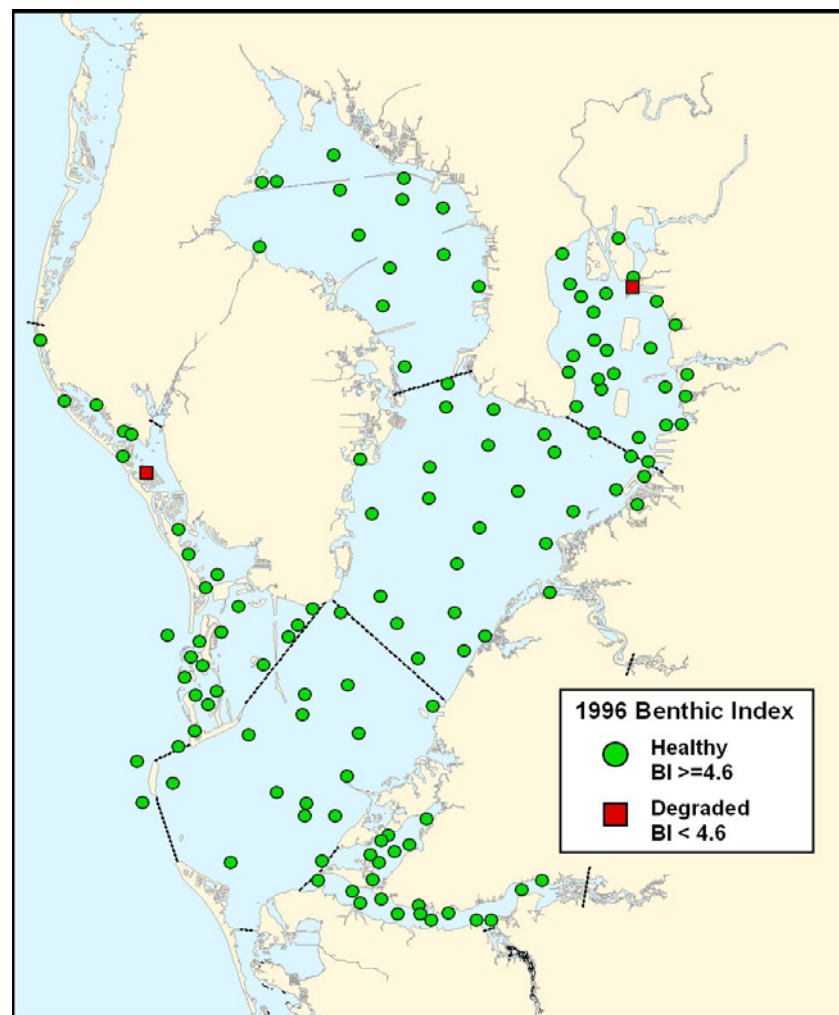 1996 Benthic Index
Healthy
BI >=4.6
Degraded
BI < 4.6